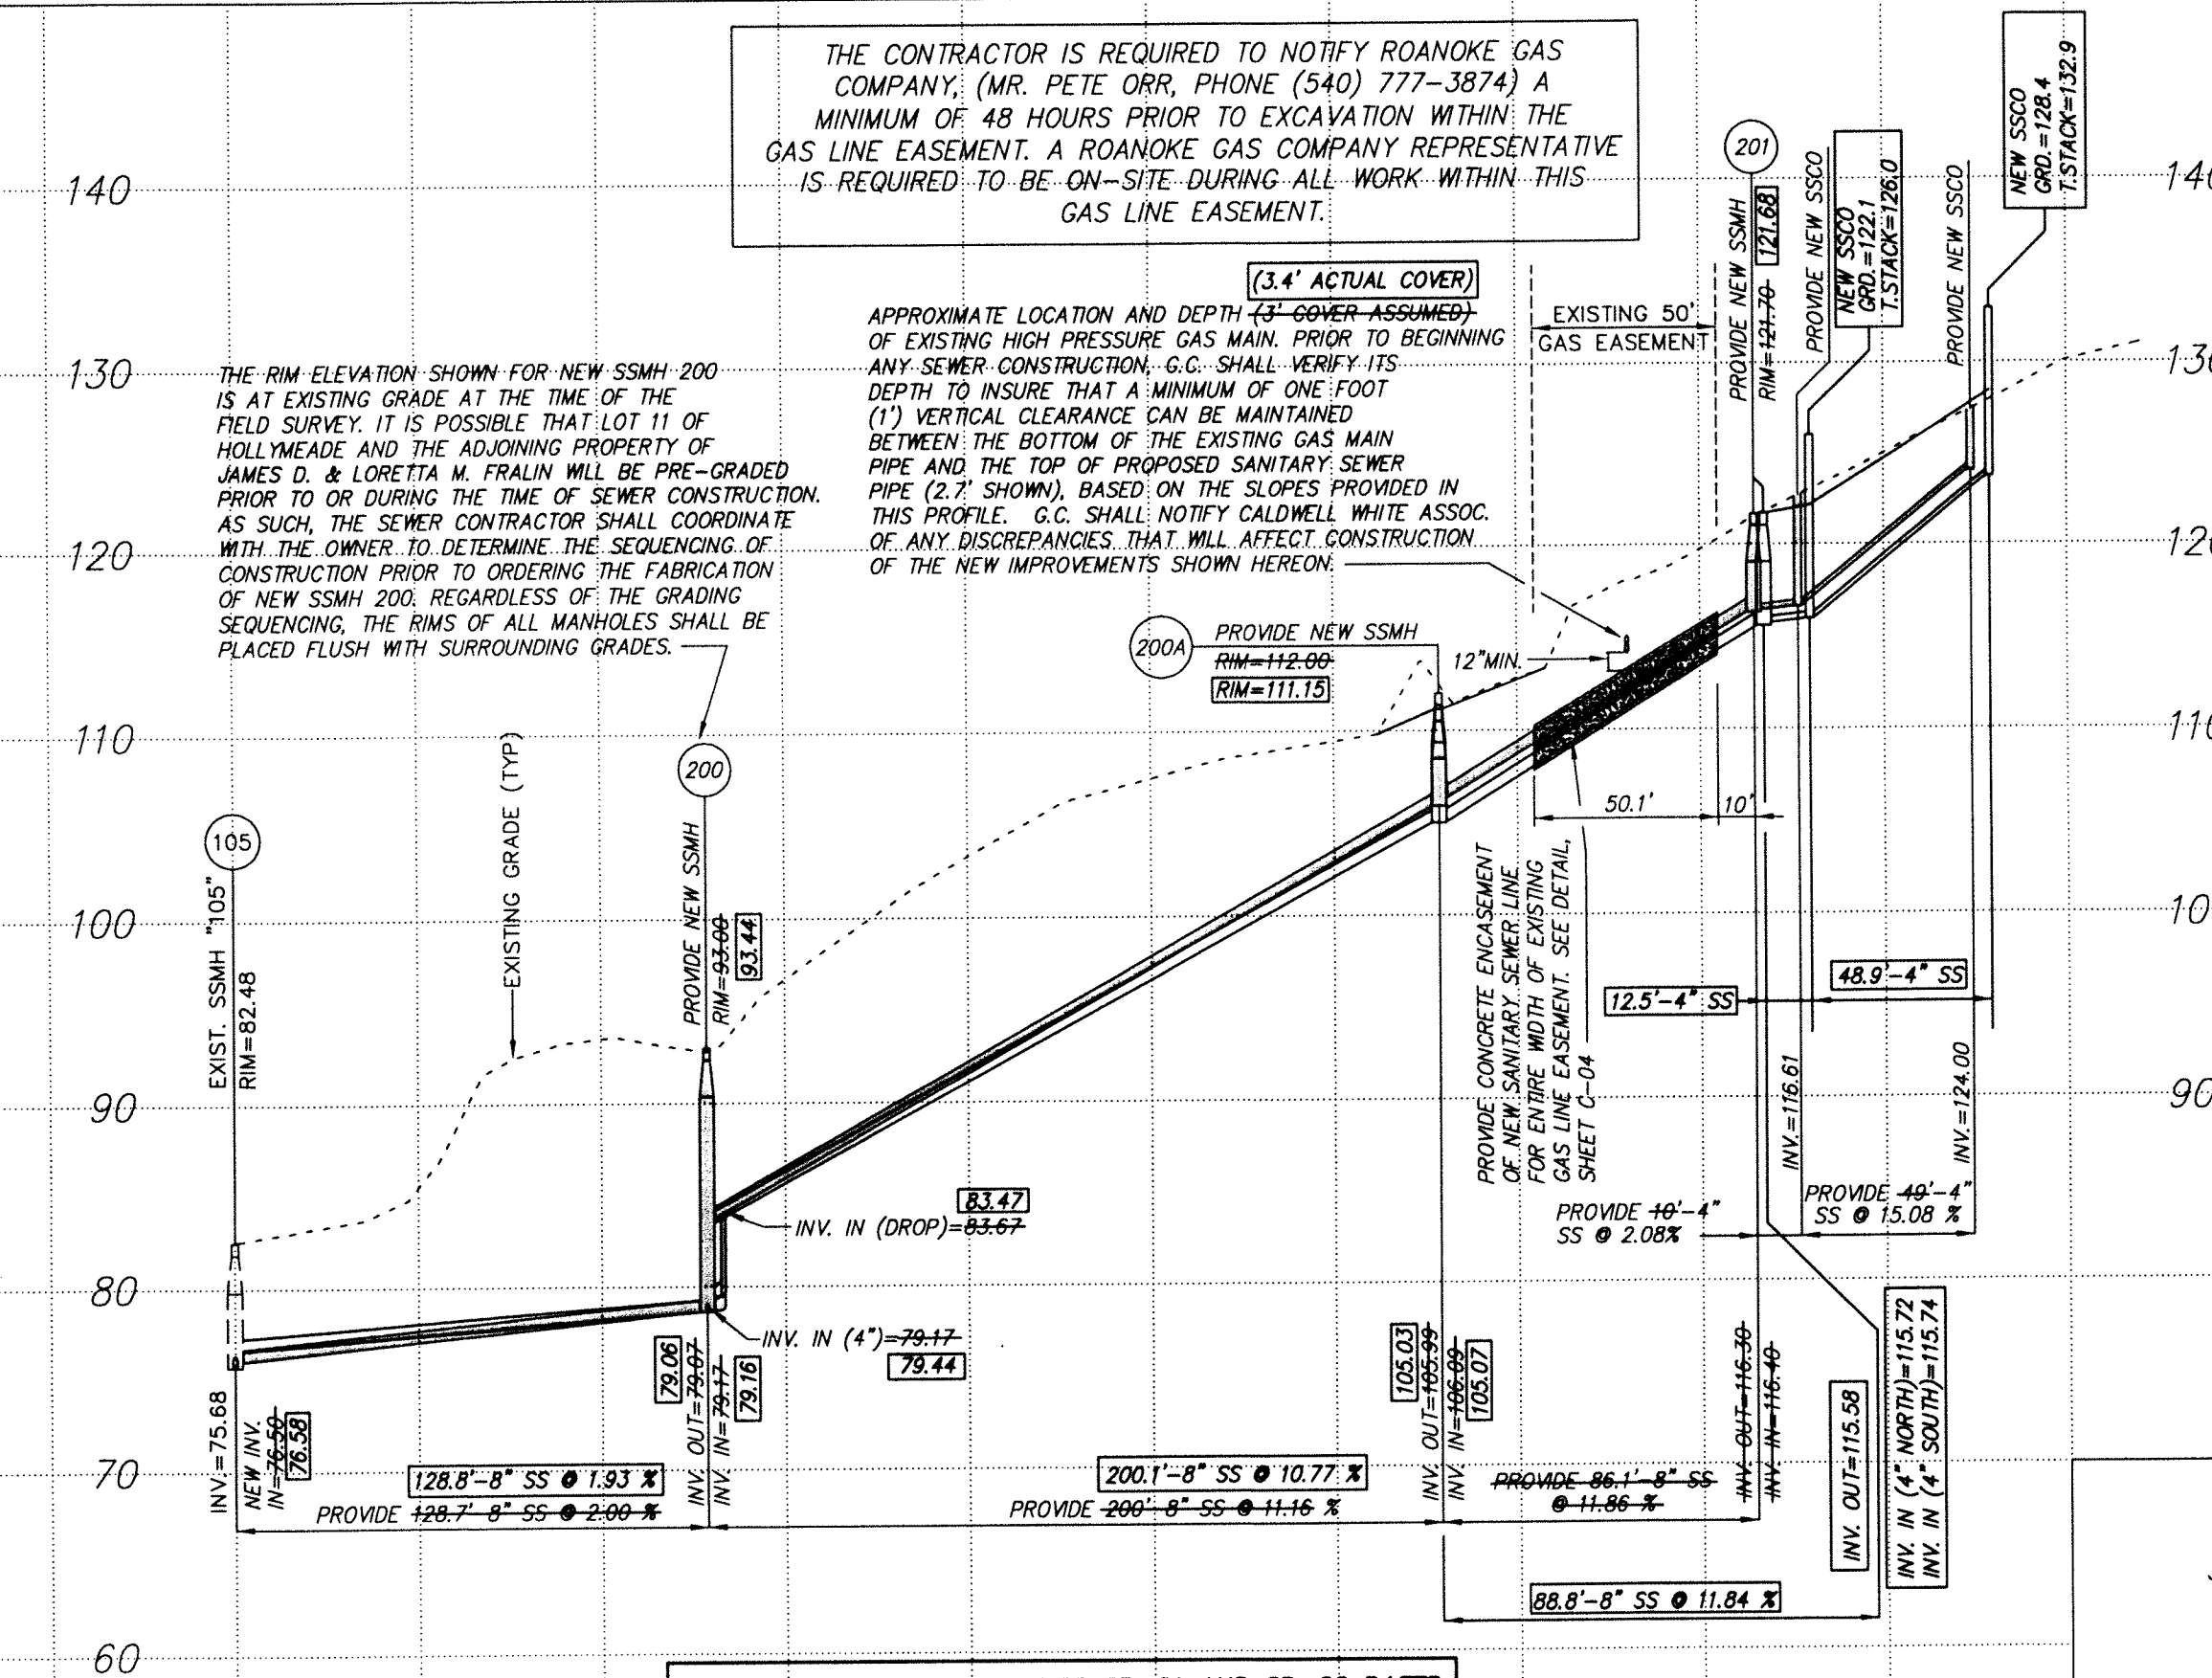 THE CONTRACTOR IS REQUIRED TO NOTIFY ROANOKE GAS
COMPANY, (MR. PETE ORR, PHONE (540) 777-3874) A
MINIMUM OF 48 HOURS PRIOR TO EXCAVATION WITHIN THE
GAS LINE EASEMENT. A ROANOKE GAS COMPANY REPRESENTATIVE
IS REQUIRED TO BE ON-SITE DURING ALL WORK WITHIN THIS
GAS LINE EASEMENT.
NEW SSCO
GRD.=128.4
T.STACK=132.9
201
PROVIDE NEW SSMH
RIM=121.70
121.68
PROVIDE NEW SSCO
NEW SSCO
GRD.=122.1
T.STACK=126.0
PROVIDE NEW SSCO
140
130
120
110
100
90
80
70
60
90
(3.4' ACTUAL COVER)
APPROXIMATE LOCATION AND DEPTH (3' COVER ASSUMED)
OF EXISTING HIGH PRESSURE GAS MAIN. PRIOR TO BEGINNING
ANY SEWER CONSTRUCTION, G.C. SHALL VERIFY ITS
DEPTH TO INSURE THAT A MINIMUM OF ONE FOOT
(1') VERTICAL CLEARANCE CAN BE MAINTAINED
BETWEEN THE BOTTOM OF THE EXISTING GAS MAIN
PIPE AND THE TOP OF PROPOSED SANITARY SEWER
PIPE (2.7' SHOWN), BASED ON THE SLOPES PROVIDED IN
THIS PROFILE. G.C. SHALL NOTIFY CALDWELL WHITE ASSOC.
OF ANY DISCREPANCIES THAT WILL AFFECT CONSTRUCTION
OF THE NEW IMPROVEMENTS SHOWN HEREON.
EXISTING 50'
GAS EASEMENT
THE RIM ELEVATION SHOWN FOR NEW SSMH 200
IS AT EXISTING GRADE AT THE TIME OF THE
FIELD SURVEY. IT IS POSSIBLE THAT LOT 11 OF
HOLLYMEADE AND THE ADJOINING PROPERTY OF
JAMES D. & LORETTA M. FRALIN WILL BE PRE-GRADED
PRIOR TO OR DURING THE TIME OF SEWER CONSTRUCTION.
AS SUCH, THE SEWER CONTRACTOR SHALL COORDINATE
WITH THE OWNER TO DETERMINE THE SEQUENCING OF
CONSTRUCTION PRIOR TO ORDERING THE FABRICATION
OF NEW SSMH 200. REGARDLESS OF THE GRADING
SEQUENCING, THE RIMS OF ALL MANHOLES SHALL BE
PLACED FLUSH WITH SURROUNDING GRADES.
200A
PROVIDE NEW SSMH
RIM=112.00
RIM=111.15
12"MIN.
50.1'
10'
105
EXIST. SSMH "105"
RIM=82.48
EXISTING GRADE (TYP)
200
PROVIDE NEW SSMH
RIM=93.00
93.44
PROVIDE CONCRETE ENCASEMENT
OF NEW SANITARY SEWER LINE
FOR ENTIRE WIDTH OF EXISTING
GAS LINE EASEMENT. SEE DETAIL,
SHEET C-04
12.5'-4" SS
48.9'-4" SS
INV.=116.61
INV.=124.00
PROVIDE 10'-4"
SS @ 2.08%
PROVIDE 49'-4"
SS @ 15.08 %
83.47
INV. IN (DROP)=83.67
INV. IN (4")=79.17
79.44
INV.=75.68
NEW INV.
IN=76.50
76.58
79.06
INV. OUT=79.07
INV. IN=79.17
79.16
105.03
INV. OUT=105.99
INV. IN=106.09
105.07
INV. OUT=116.30
INV. IN=116.40
INV. OUT=115.58
INV. IN (4" NORTH)=115.72
INV. IN (4" SOUTH)=115.74
128.8'-8" SS @ 1.93 %
PROVIDE 128.7' 8" SS @ 2.00 %
200.1'-8" SS @ 10.77 %
PROVIDE 200' 8" SS @ 11.16 %
PROVIDE 86.1'-8" SS
@ 11.86 %
88.8'-8" SS @ 11.84 %